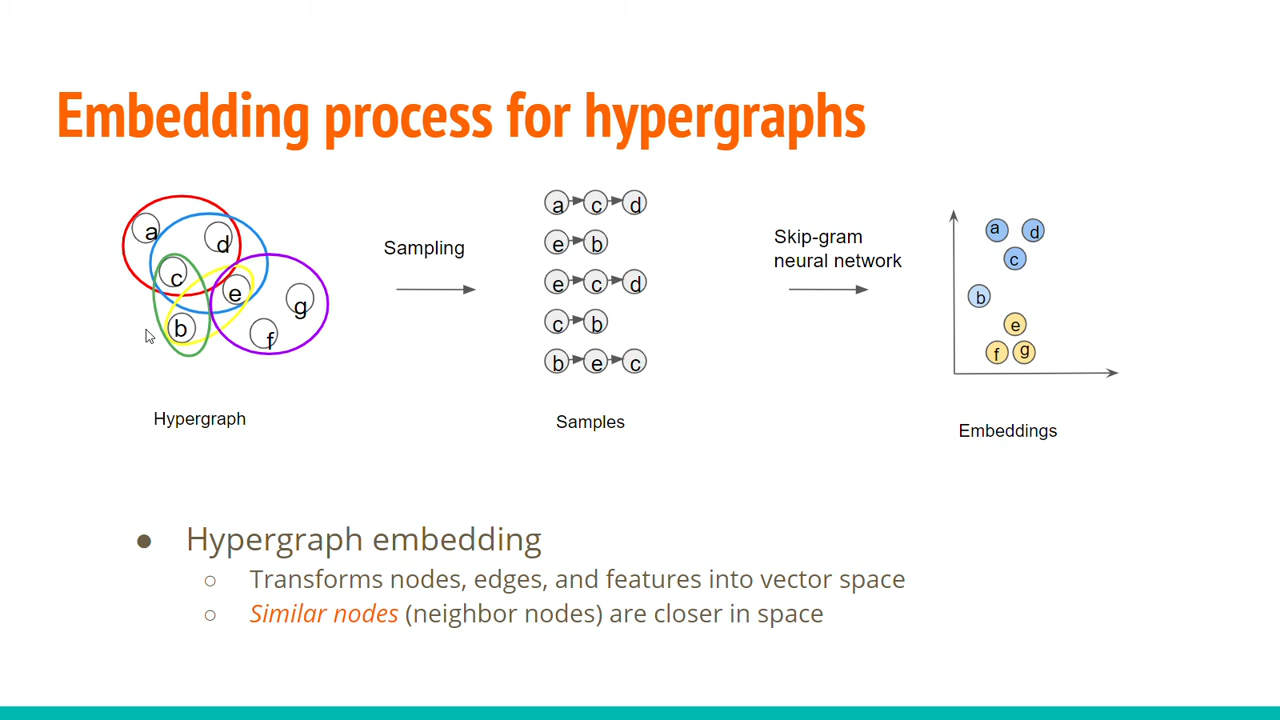 Embedding process for hypergraphs
a
d
c
e
b
g
f
Hypergraph
Sampling
a c d
e b
e c d
c b
b e c
Samples
Skip-gram
neural network
a d
c
b
e
f g
Embeddings
● Hypergraph embedding
○ Transforms nodes, edges, and features into vector space
○ Similar nodes (neighbor nodes) are closer in space